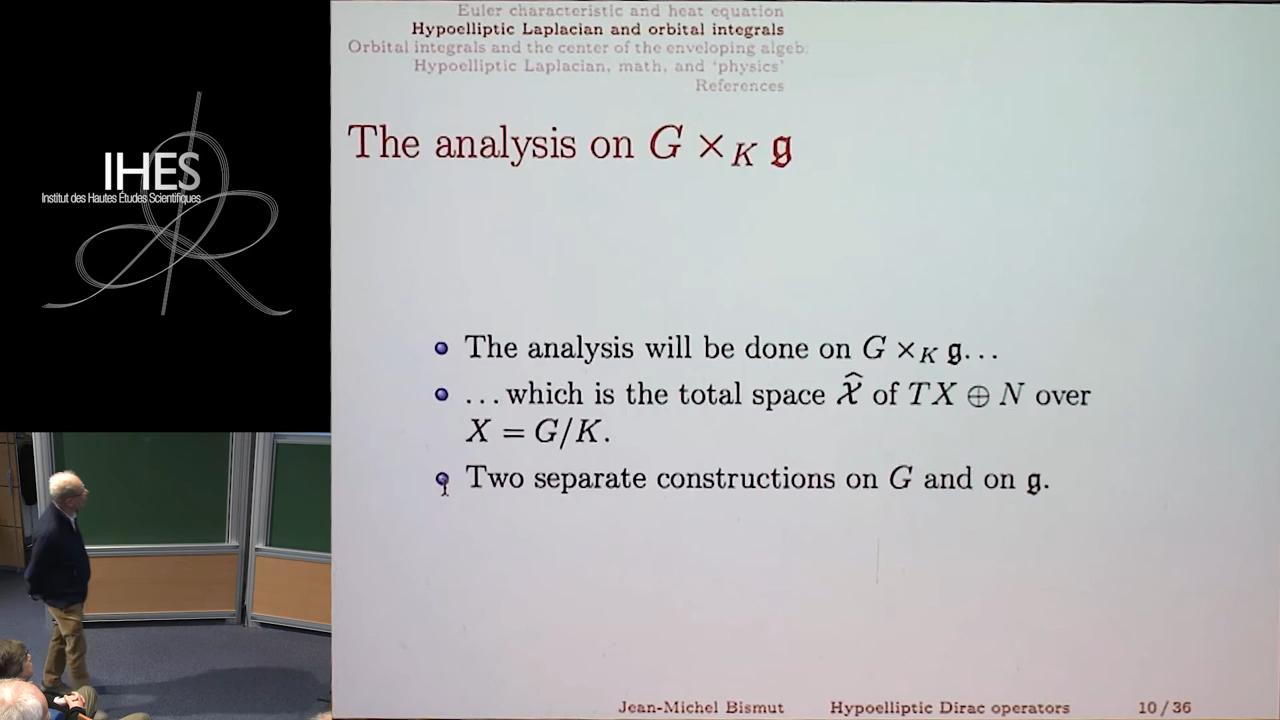 IHES
Institut des Hautes Études Scientifiques
Euler characteristic and heat equation
Hypoelliptic Laplacian and orbital integrals
Orbital integrals and the center of the enveloping algeb
Hypoelliptic Laplacian, math, and ‘physics’
References
The analysis on G ×_K 𝔤
• The analysis will be done on G ×_K 𝔤...
• ...which is the total space 𝒳̂ of TX ⊕ N over
X = G/K.
• Two separate constructions on G and on 𝔤.
Jean-Michel Bismut Hypoelliptic Dirac operators 10 / 36